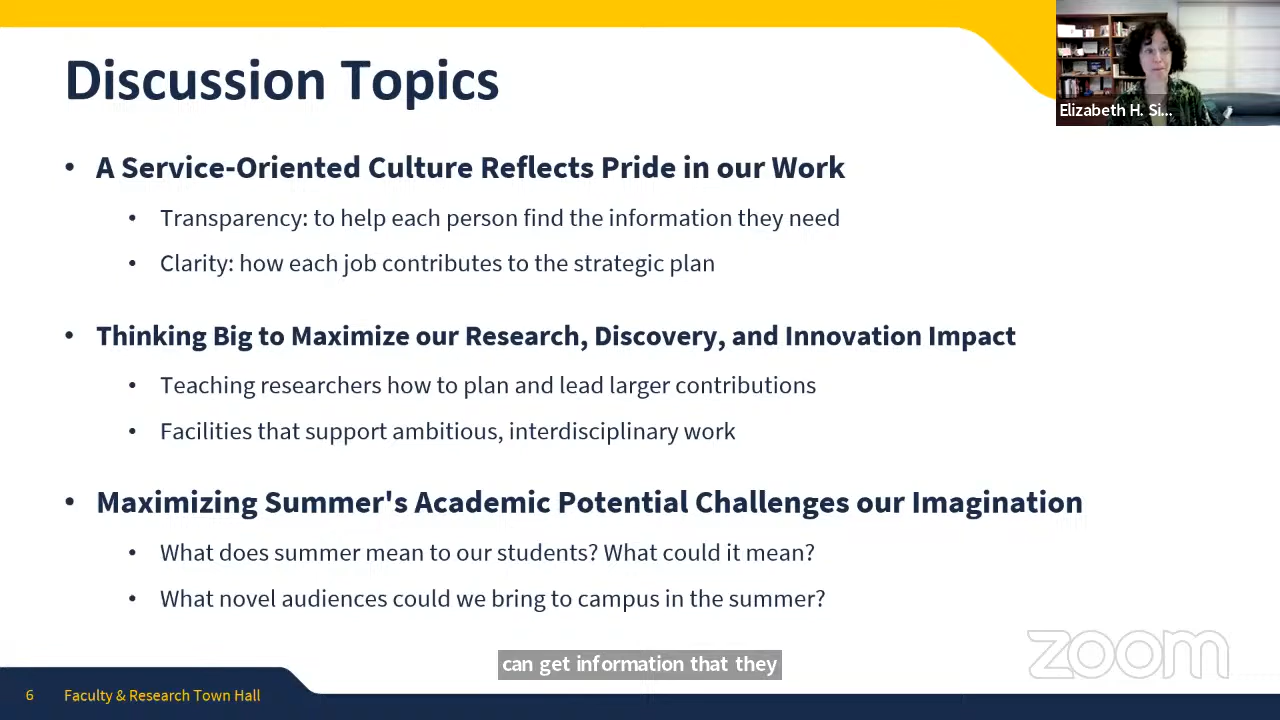 Discussion Topics
Elizabeth H. Si...
• A Service-Oriented Culture Reflects Pride in our Work
• Transparency: to help each person find the information they need
• Clarity: how each job contributes to the strategic plan
• Thinking Big to Maximize our Research, Discovery, and Innovation Impact
• Teaching researchers how to plan and lead larger contributions
• Facilities that support ambitious, interdisciplinary work
• Maximizing Summer's Academic Potential Challenges our Imagination
• What does summer mean to our students? What could it mean?
• What novel audiences could we bring to campus in the summer?
zoom
can get information that they
6 Faculty & Research Town Hall